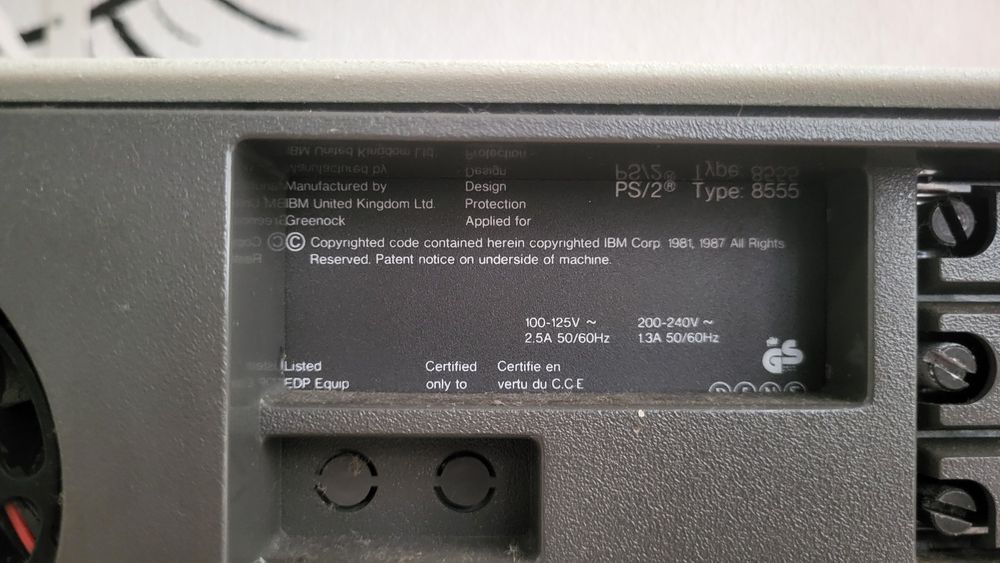 Manufactured by
IBM United Kingdom Ltd.
Greenock
Design
Protection
Applied for
PS/2® Type: 8555
© Copyrighted code contained herein copyrighted IBM Corp. 1981, 1987 All Rights
Reserved. Patent notice on underside of machine.
100-125V ~
2.5A 50/60Hz
200-240V ~
1.3A 50/60Hz
GS
Listed
EDP Equip
Certified
only to
Certifie en
vertu du C.C.E